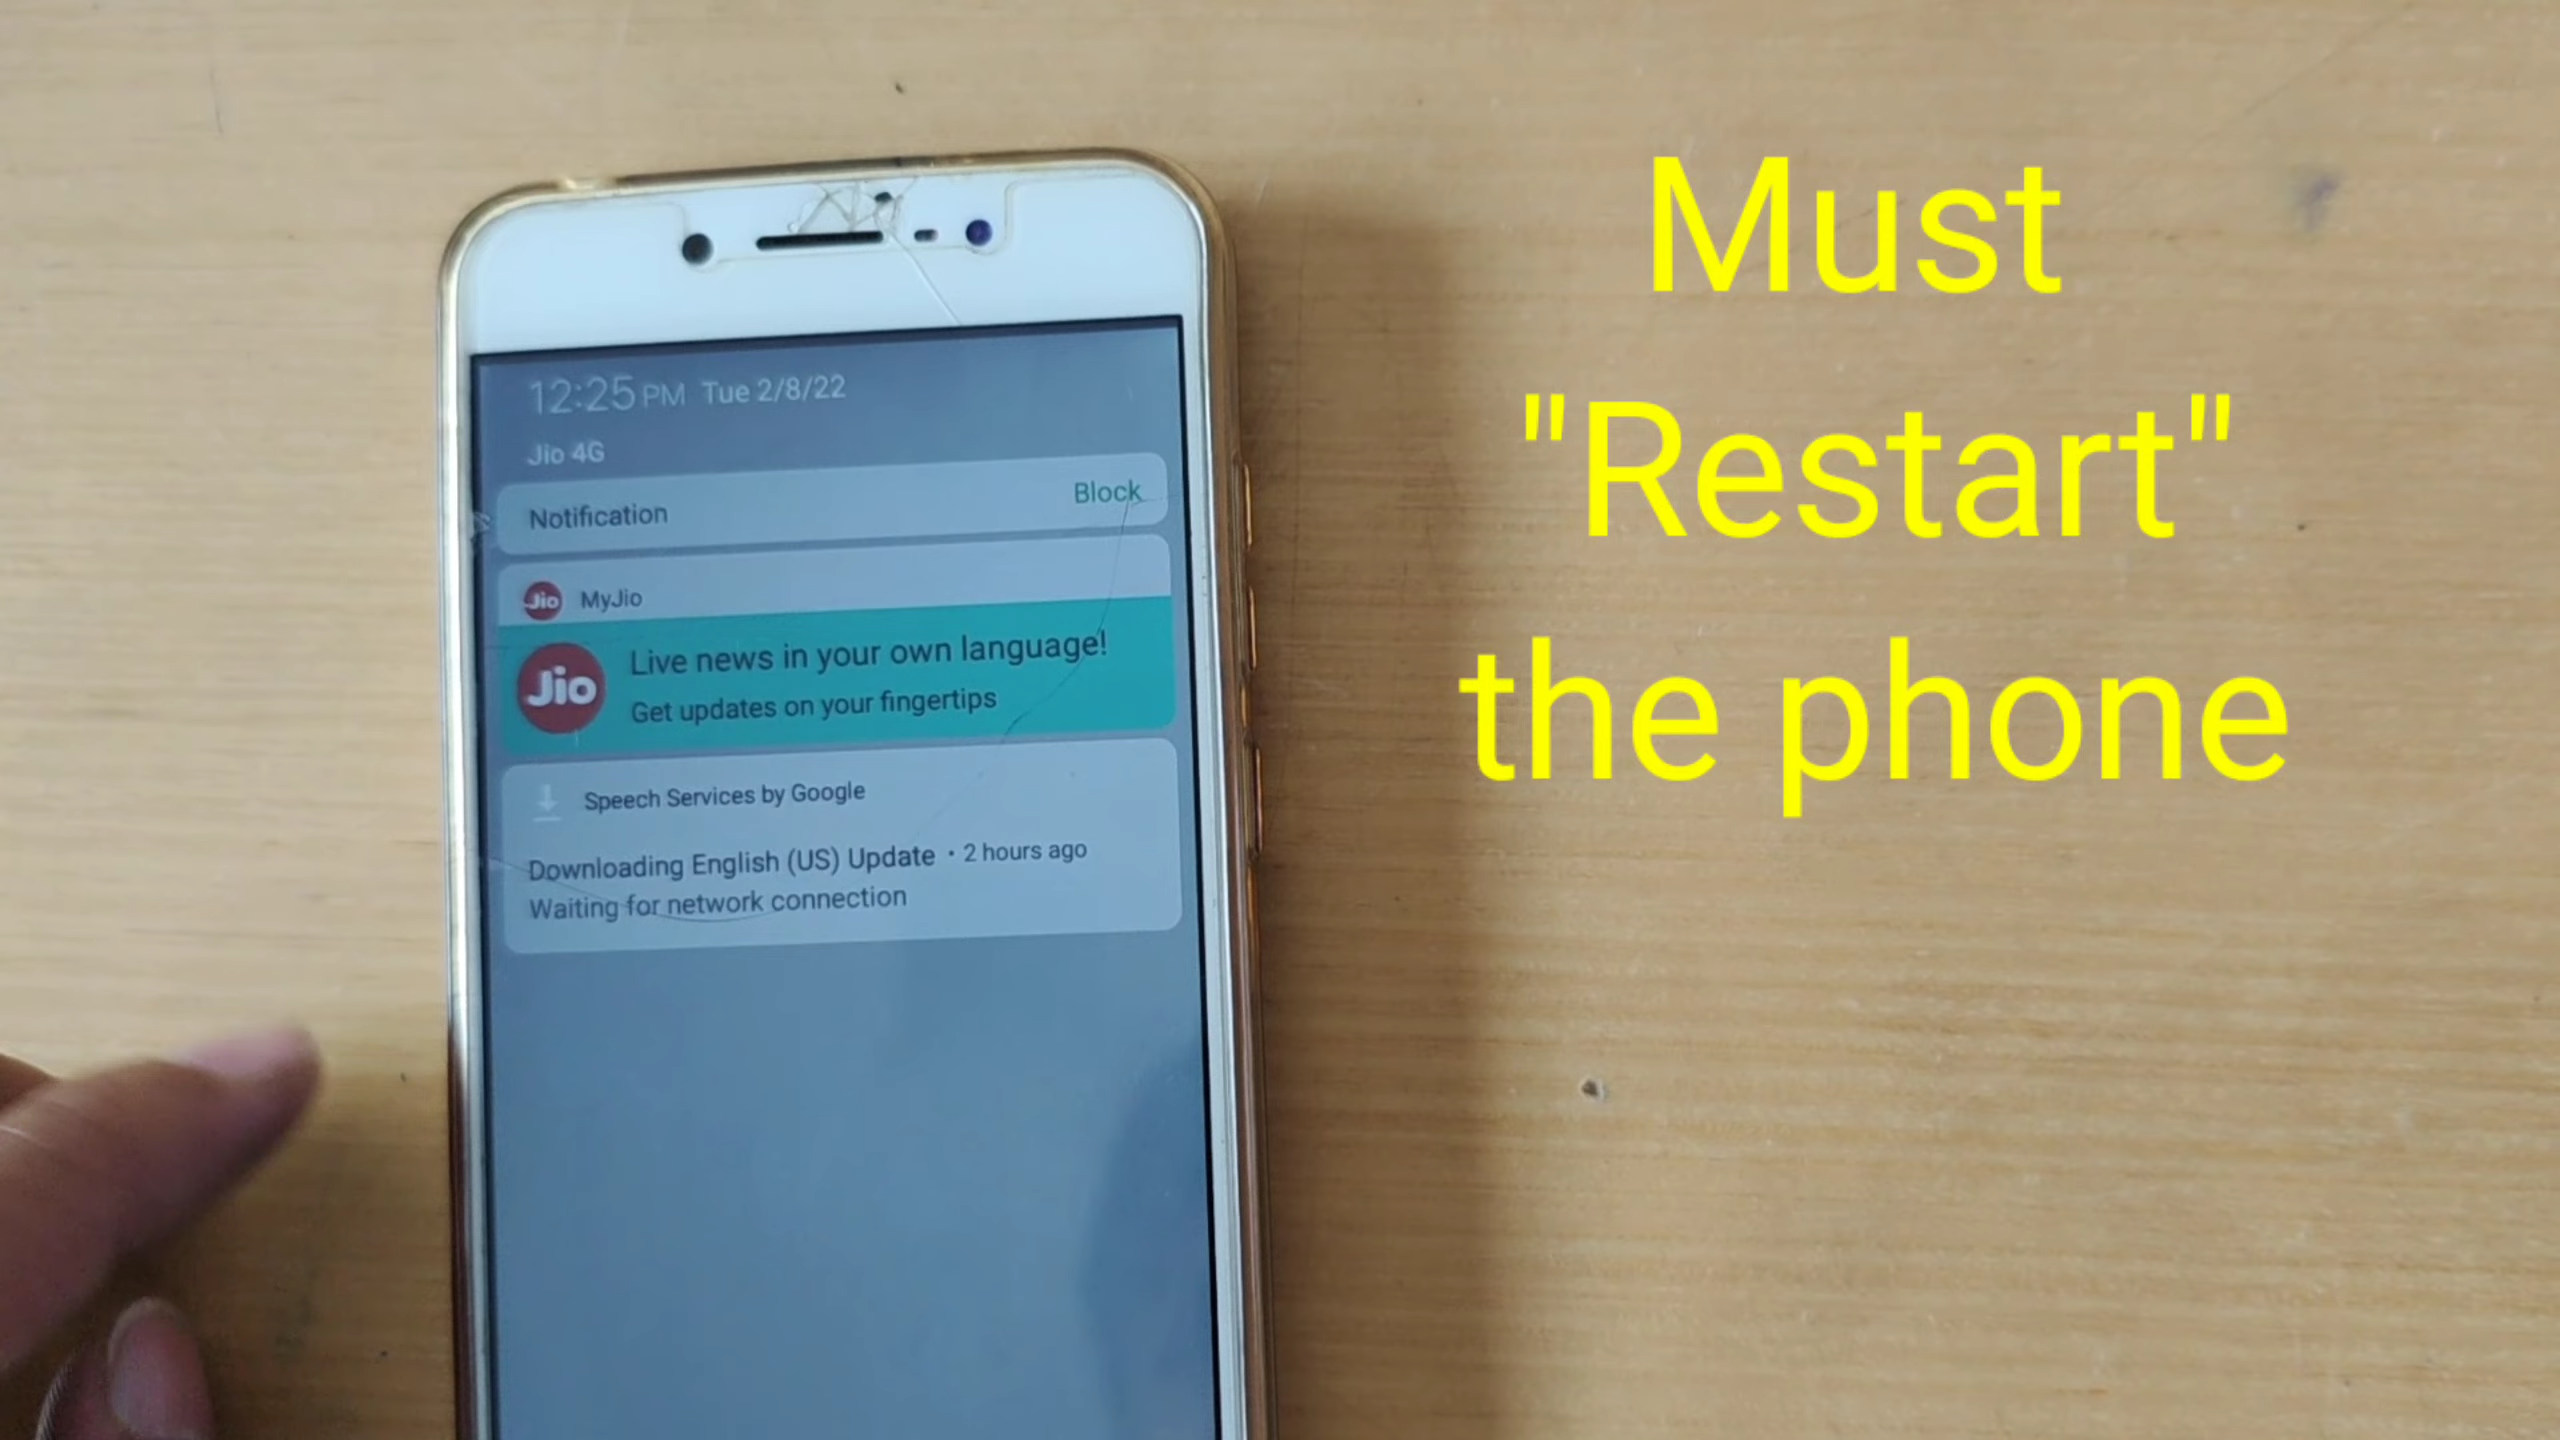 12:25 PM Tue 2/8/22
Jio 4G
Notification Block
Jio MyJio
Jio
Live news in your own language!
Get updates on your fingertips
Speech Services by Google
Downloading English (US) Update • 2 hours ago
Waiting for network connection
Must
"Restart"
the phone